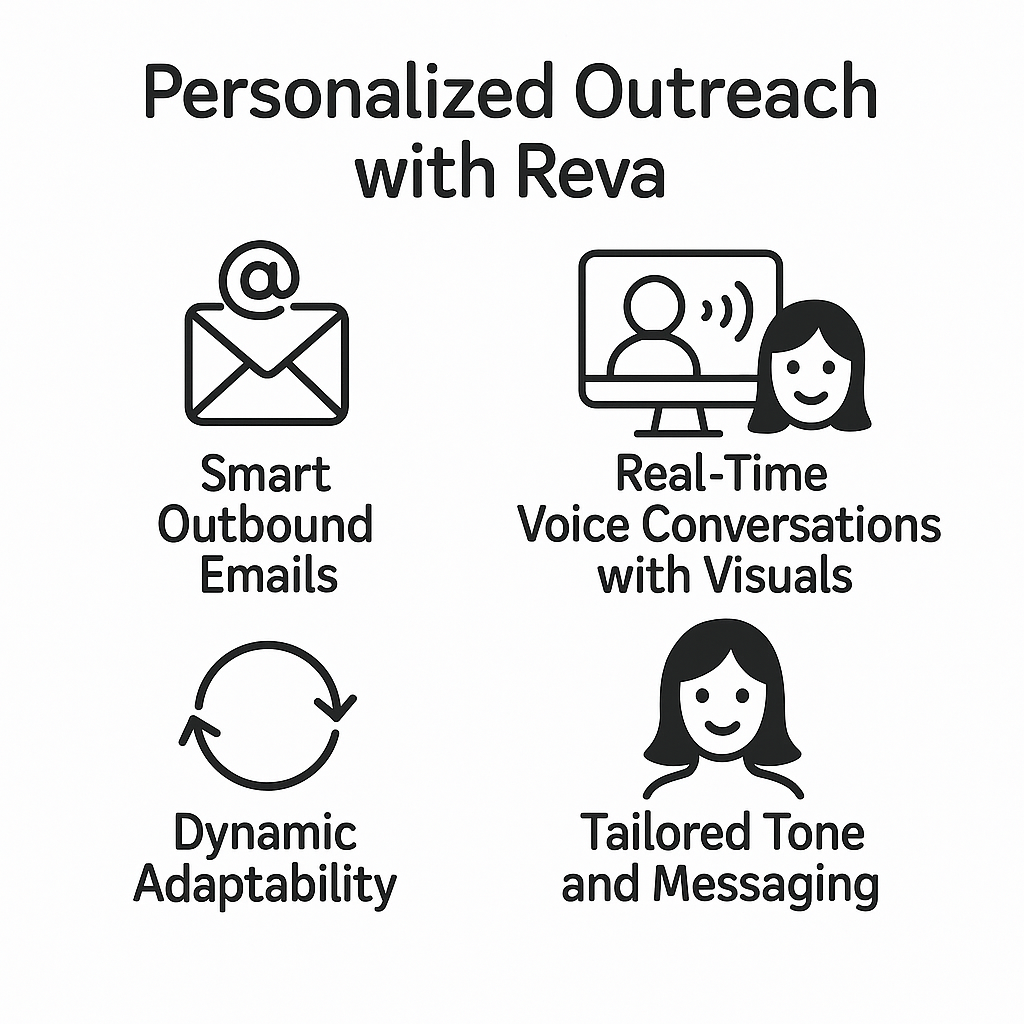 Personalized Outreach
with Reva
@
Smart
Outbound
Emails
Real-Time
Voice Conversations
with Visuals
Dynamic
Adaptability
Tailored Tone
and Messaging